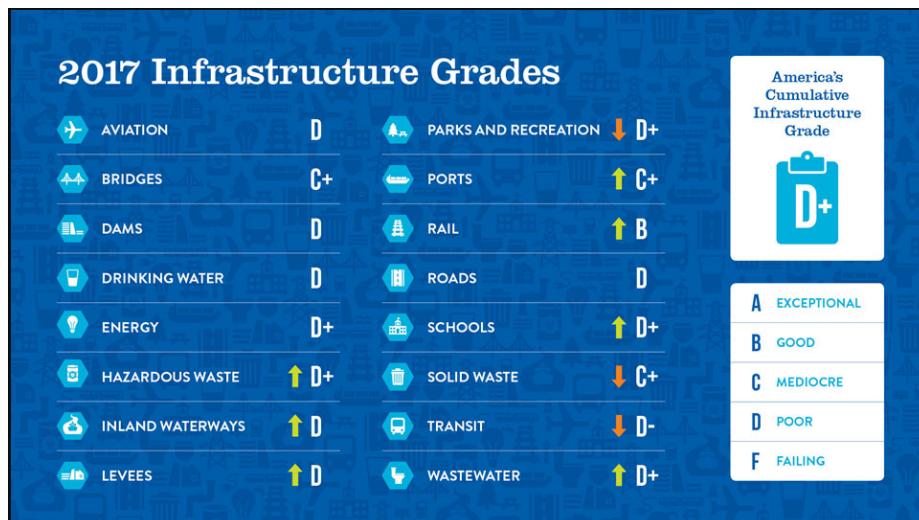 2017 Infrastructure Grades
AVIATION D
BRIDGES C+
DAMS D
DRINKING WATER D
ENERGY D+
HAZARDOUS WASTE D+
INLAND WATERWAYS D
LEVEES D
PARKS AND RECREATION D+
PORTS C+
RAIL B
ROADS D
SCHOOLS D+
SOLID WASTE C+
TRANSIT D-
WASTEWATER D+
America's
Cumulative
Infrastructure
Grade
D+
A EXCEPTIONAL
B GOOD
C MEDIOCRE
D POOR
F FAILING